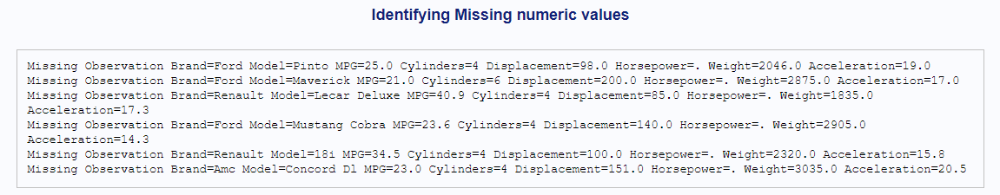 Identifying Missing numeric values
Missing Observation Brand=Ford Model=Pinto MPG=25.0 Cylinders=4 Displacement=98.0 Horsepower=. Weight=2046.0 Acceleration=19.0
Missing Observation Brand=Ford Model=Maverick MPG=21.0 Cylinders=6 Displacement=200.0 Horsepower=. Weight=2875.0 Acceleration=17.0
Missing Observation Brand=Renault Model=Lecar Deluxe MPG=40.9 Cylinders=4 Displacement=85.0 Horsepower=. Weight=1835.0
Acceleration=17.3
Missing Observation Brand=Ford Model=Mustang Cobra MPG=23.6 Cylinders=4 Displacement=140.0 Horsepower=. Weight=2905.0
Acceleration=14.3
Missing Observation Brand=Renault Model=18i MPG=34.5 Cylinders=4 Displacement=100.0 Horsepower=. Weight=2320.0 Acceleration=15.8
Missing Observation Brand=Amc Model=Concord Dl MPG=23.0 Cylinders=4 Displacement=151.0 Horsepower=. Weight=3035.0 Acceleration=20.5